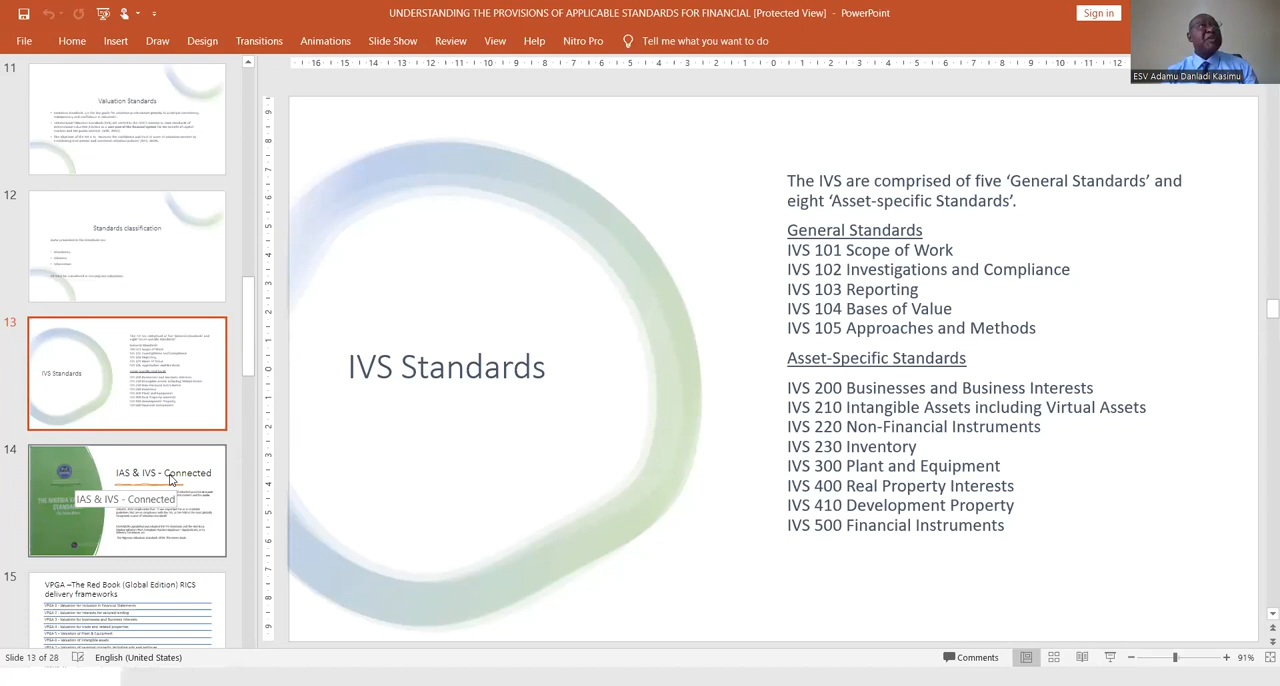 UNDERSTANDING THE PROVISIONS OF APPLICABLE STANDARDS FOR FINANCIAL [Protected View] - PowerPoint
Sign in
File Home Insert Draw Design Slide Show Transitions Animations Review View Help Nitro Pro Tell me what you want to do
ESV Adamu Danladi Kasimu
11
Valuation Standards
12
Standards classification
13
IVS Standards
14
IAS & IVS - Connected
IAS & IVS - Connected
15
VPGA –The Red Book (Global Edition) RICS
delivery frameworks
IVS Standards
The IVS are comprised of five ‘General Standards’ and
eight ‘Asset-specific Standards’.
General Standards
IVS 101 Scope of Work
IVS 102 Investigations and Compliance
IVS 103 Reporting
IVS 104 Bases of Value
IVS 105 Approaches and Methods
Asset-Specific Standards
IVS 200 Businesses and Business Interests
IVS 210 Intangible Assets including Virtual Assets
IVS 220 Non-Financial Instruments
IVS 230 Inventory
IVS 300 Plant and Equipment
IVS 400 Real Property Interests
IVS 410 Development Property
IVS 500 Financial Instruments
Slide 13 of 28 English (United States) Comments 91%